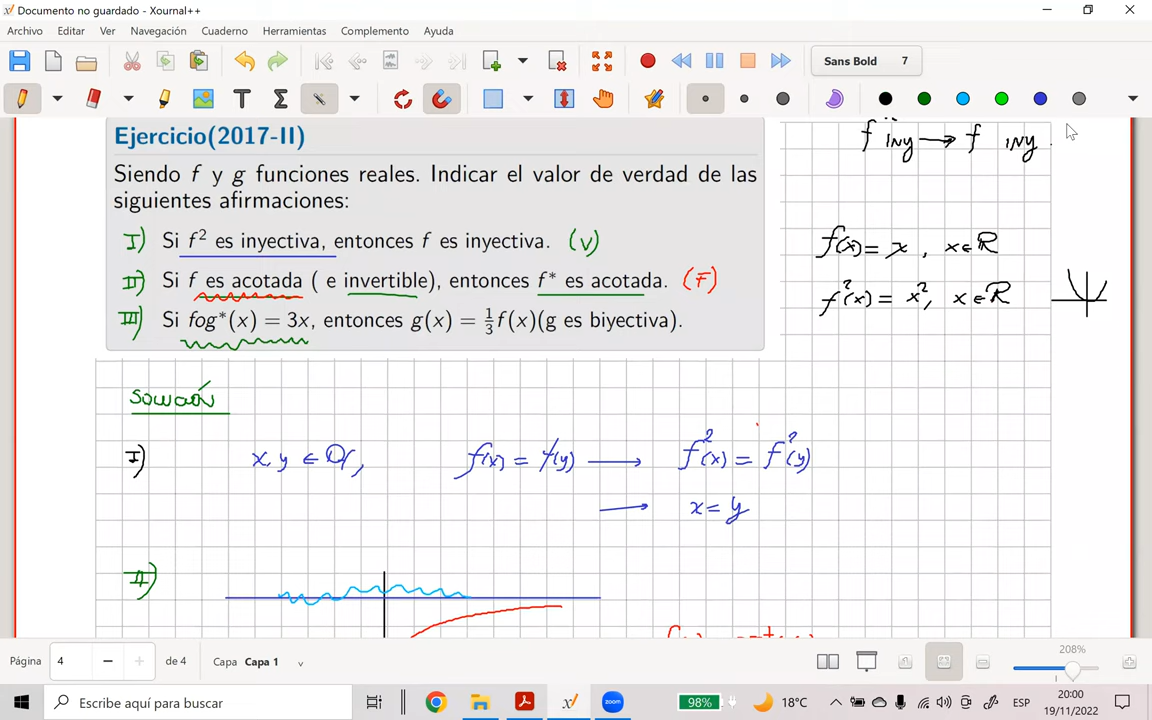 Documento no guardado - Xournal++
Archivo Editar Ver Navegación Cuaderno Herramientas Complemento Ayuda
Sans Bold 7
Ejercicio(2017-II)
Siendo f y g funciones reales. Indicar el valor de verdad de las
siguientes afirmaciones:
I) Si f² es inyectiva, entonces f es inyectiva. (V)
II) Si f es acotada ( e invertible), entonces f* es acotada. (F)
III) Si fog*(x) = 3x, entonces g(x) = 1/3 f(x)(g es biyectiva).
f iny → f iny.
f(x) = x, x ∈ ℝ
f²(x) = x², x ∈ ℝ
Solución
I) x, y ∈ Df, f(x) = f(y) → f²(x) = f²(y)
→ x = y
II)
Página 4 de 4 Capa Capa 1 208%
Escribe aquí para buscar
zoom
98% 18°C ESP 20:00
19/11/2022